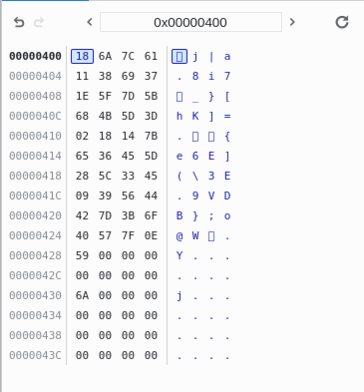 0x00000400
00000400 18 6A 7C 61 j | a
00000404 11 38 69 37 . 8 i 7
00000408 1E 5F 7D 5B _ } [
0000040C 68 4B 5D 3D h K ] =
00000410 02 18 14 7B . {
00000414 65 36 45 5D e 6 E ]
00000418 28 5C 33 45 ( \ 3 E
0000041C 09 39 56 44 . 9 V D
00000420 42 7D 3B 6F B } ; o
00000424 40 57 7F 0E @ W .
00000428 59 00 00 00 Y . . .
0000042C 00 00 00 00 . . . .
00000430 6A 00 00 00 j . . .
00000434 00 00 00 00 . . . .
00000438 00 00 00 00 . . . .
0000043C 00 00 00 00 . . . .